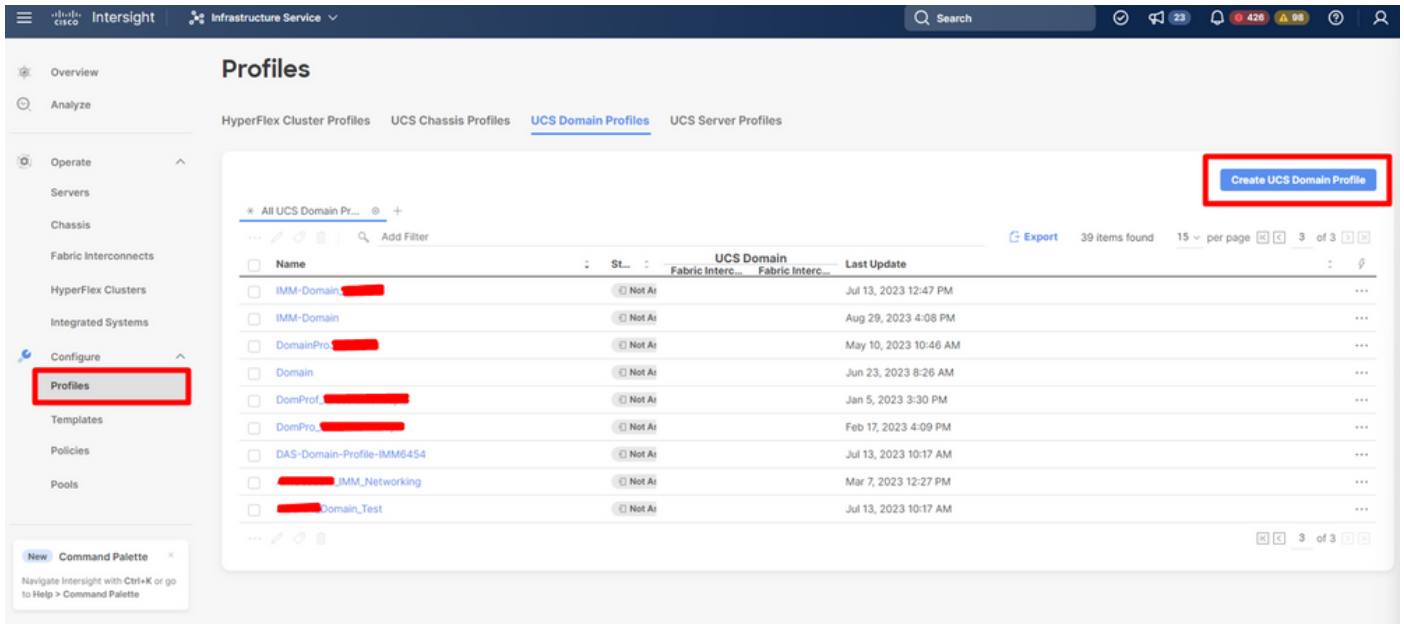 cisco Intersight Infrastructure Service Search 23 426 98
Overview
Analyze
Operate
Servers
Chassis
Fabric Interconnects
HyperFlex Clusters
Integrated Systems
Configure
Profiles
Templates
Policies
Pools
New Command Palette
Navigate Intersight with Ctrl+K or go
to Help > Command Palette
Profiles
HyperFlex Cluster Profiles UCS Chassis Profiles UCS Domain Profiles UCS Server Profiles
Create UCS Domain Profile
All UCS Domain Pr... +
Add Filter Export 39 items found 15 per page 3 of 3
UCS Domain
Name St... Fabric Interc... Fabric Interc... Last Update
IMM-Domain_ Not As Jul 13, 2023 12:47 PM
IMM-Domain Not As Aug 29, 2023 4:08 PM
DomainPro. Not As May 10, 2023 10:46 AM
Domain Not As Jun 23, 2023 8:26 AM
DomProf_ Not As Jan 5, 2023 3:30 PM
DomPro_ Not As Feb 17, 2023 4:09 PM
DAS-Domain-Profile-IMM6454 Not As Jul 13, 2023 10:17 AM
_IMM_Networking Not As Mar 7, 2023 12:27 PM
Domain_Test Not As Jul 13, 2023 10:17 AM
3 of 3